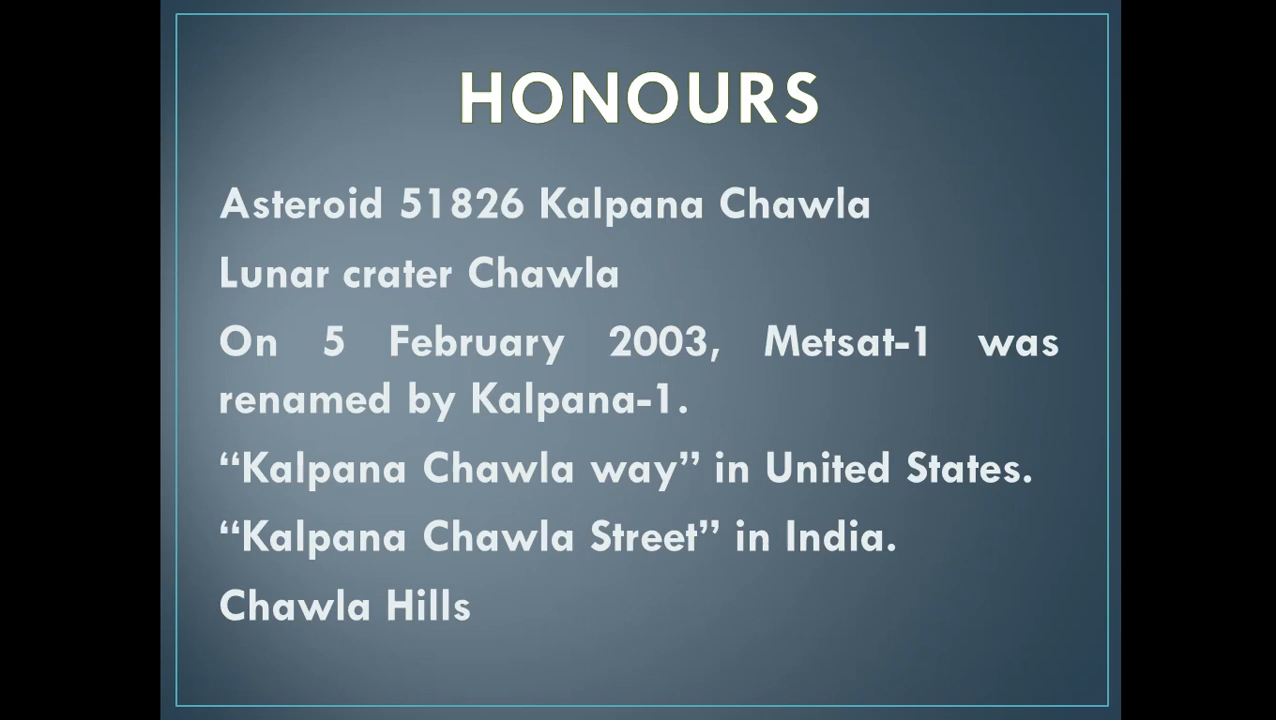 HONOURS
Asteroid 51826 Kalpana Chawla
Lunar crater Chawla
On 5 February 2003, Metsat-1 was
renamed by Kalpana-1.
“Kalpana Chawla way” in United States.
“Kalpana Chawla Street” in India.
Chawla Hills